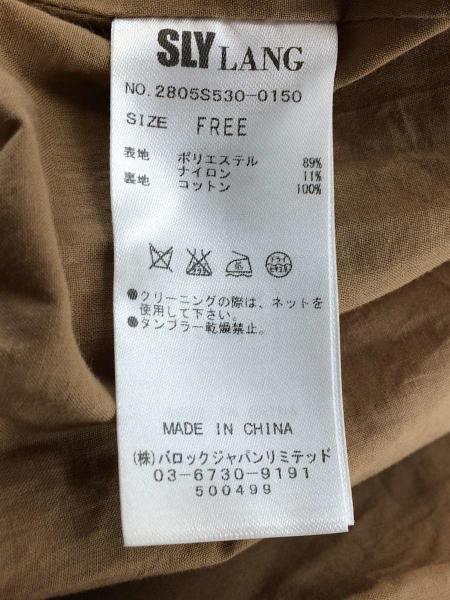 SLY LANG
NO.2805S530-0150
SIZE FREE
表地 ポリエステル 89%
ナイロン 11%
裏地 コットン 100%
●クリーニングの際は、ネットを
使用して下さい。
●タンブラー乾燥禁止。
MADE IN CHINA
(株)バロックジャパンリミテッド
03-6730-9191
500499